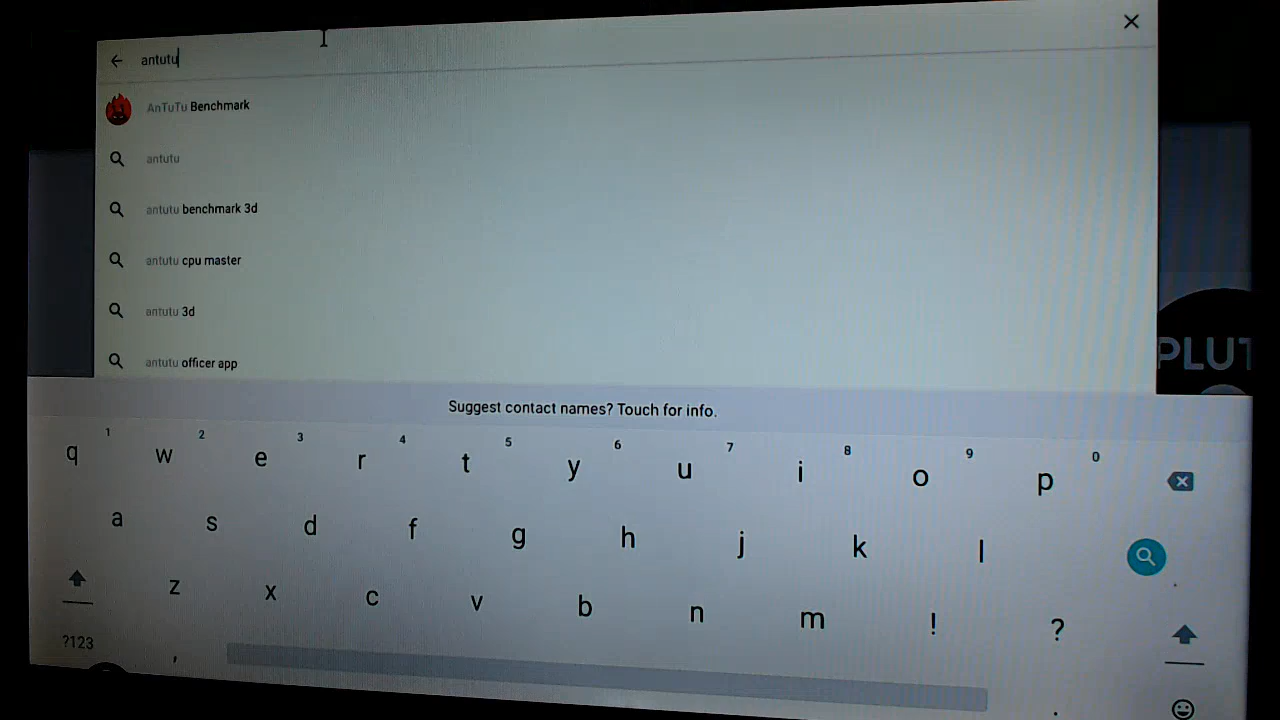 antutu
AnTuTu Benchmark
antutu
antutu benchmark 3d
antutu cpu master
antutu 3d
antutu officer app
PLUT
Suggest contact names? Touch for info.
1 2 3 4 5 6 7 8 9 0
q w e r t y u i o p
a s d f g h j k l
z x c v b n m ! ?
?123 , .